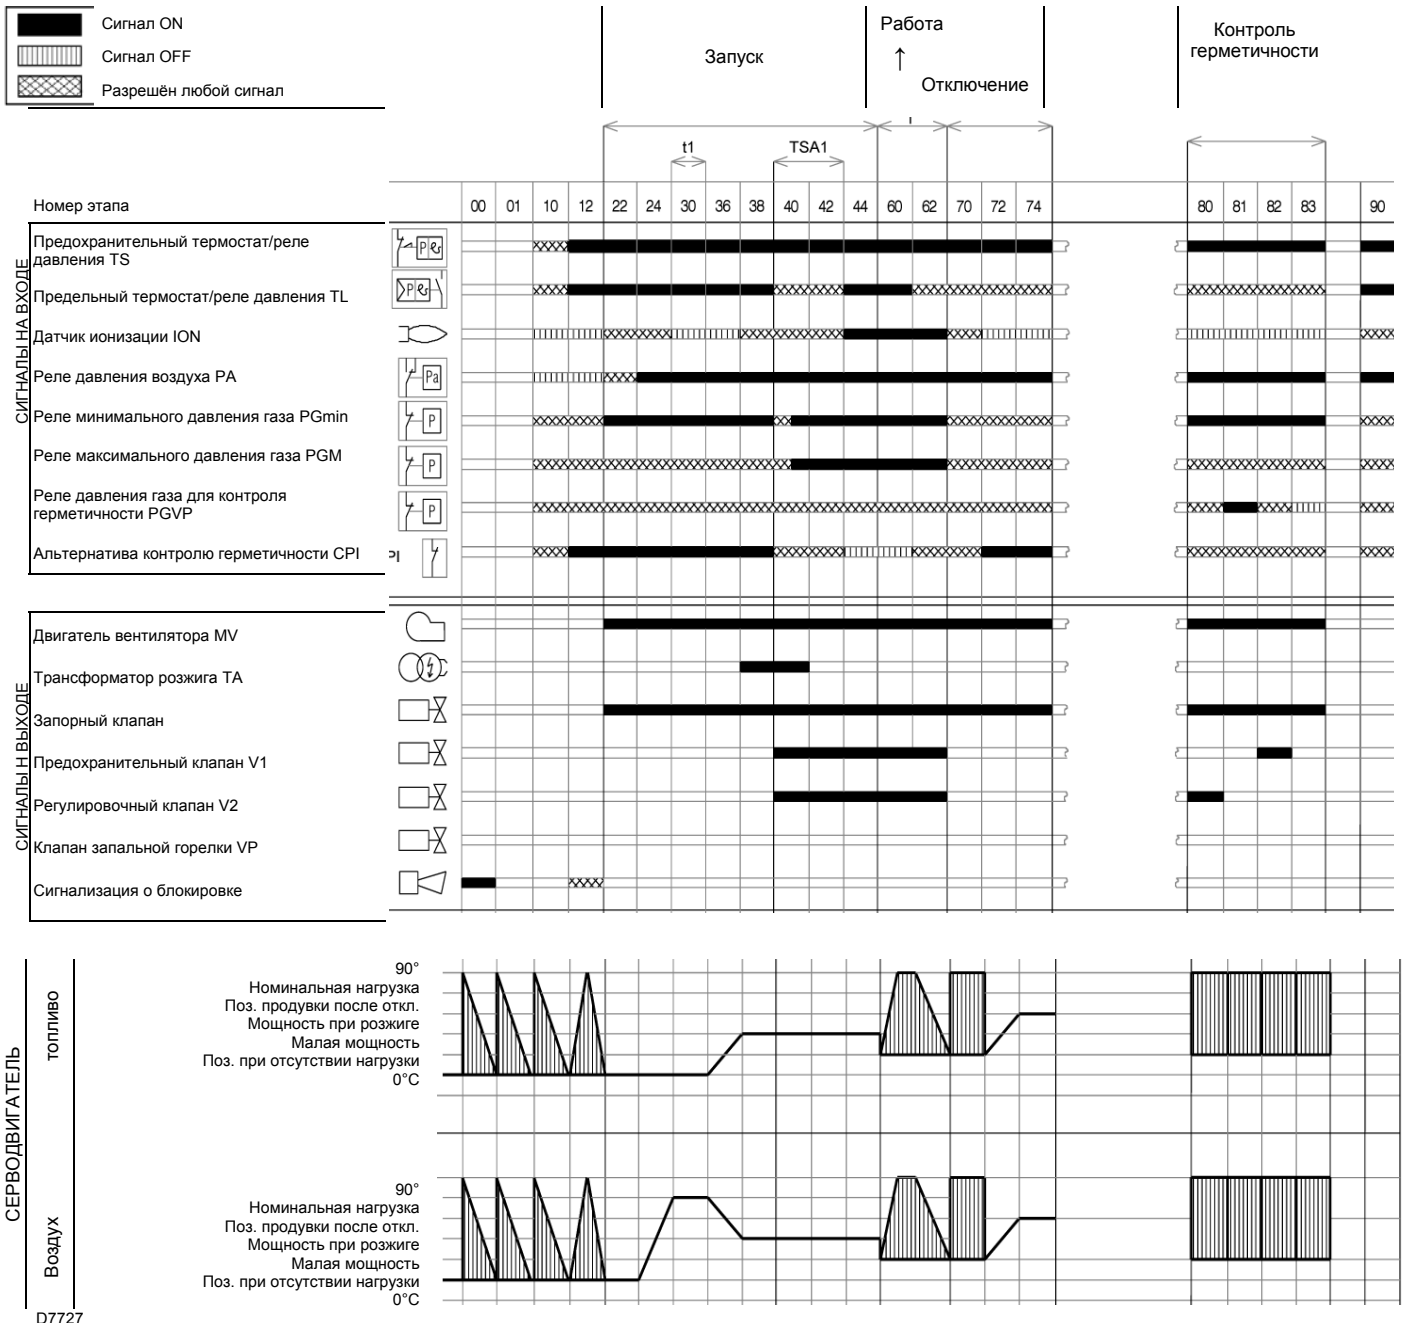 Сигнал ON
Сигнал OFF
Разрешён любой сигнал
Запуск
Работа
↑
Отключение
Контроль
герметичности
t1
TSA1
Номер этапа
00 01 10 12 22 24 30 36 38 40 42 44 60 62 70 72 74 80 81 82 83 90
СИГНАЛЫ НА ВХОДЕ
Предохранительный термостат/реле
давления TS
P
Предельный термостат/реле давления TL
P
Датчик ионизации ION
Реле давления воздуха PA
Pa
Реле минимального давления газа PGmin
P
Реле максимального давления газа PGM
P
Реле давления газа для контроля
герметичности PGVP
P
Альтернатива контролю герметичности CPI
PI
СИГНАЛЫ Н ВЫХОДЕ
Двигатель вентилятора MV
Трансформатор розжига TA
Запорный клапан
Предохранительный клапан V1
Регулировочный клапан V2
Клапан запальной горелки VP
Сигнализация о блокировке
СЕРВОДВИГАТЕЛЬ
топливо
90°
Номинальная нагрузка
Поз. продувки после откл.
Мощность при розжиге
Малая мощность
Поз. при отсутствии нагрузки
0°C
Воздух
90°
Номинальная нагрузка
Поз. продувки после откл.
Мощность при розжиге
Малая мощность
Поз. при отсутствии нагрузки
0°C
D7727